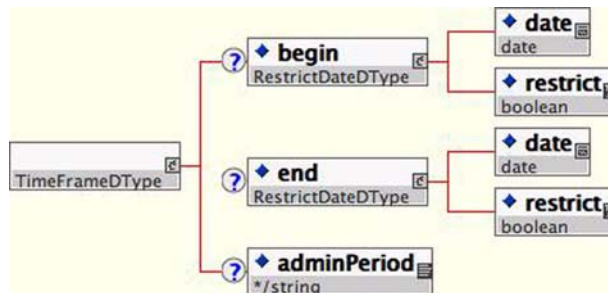 date
date
begin
RestrictDateDType
restrict
boolean
TimeFrameDType
date
date
end
RestrictDateDType
restrict
boolean
adminPeriod
*/string